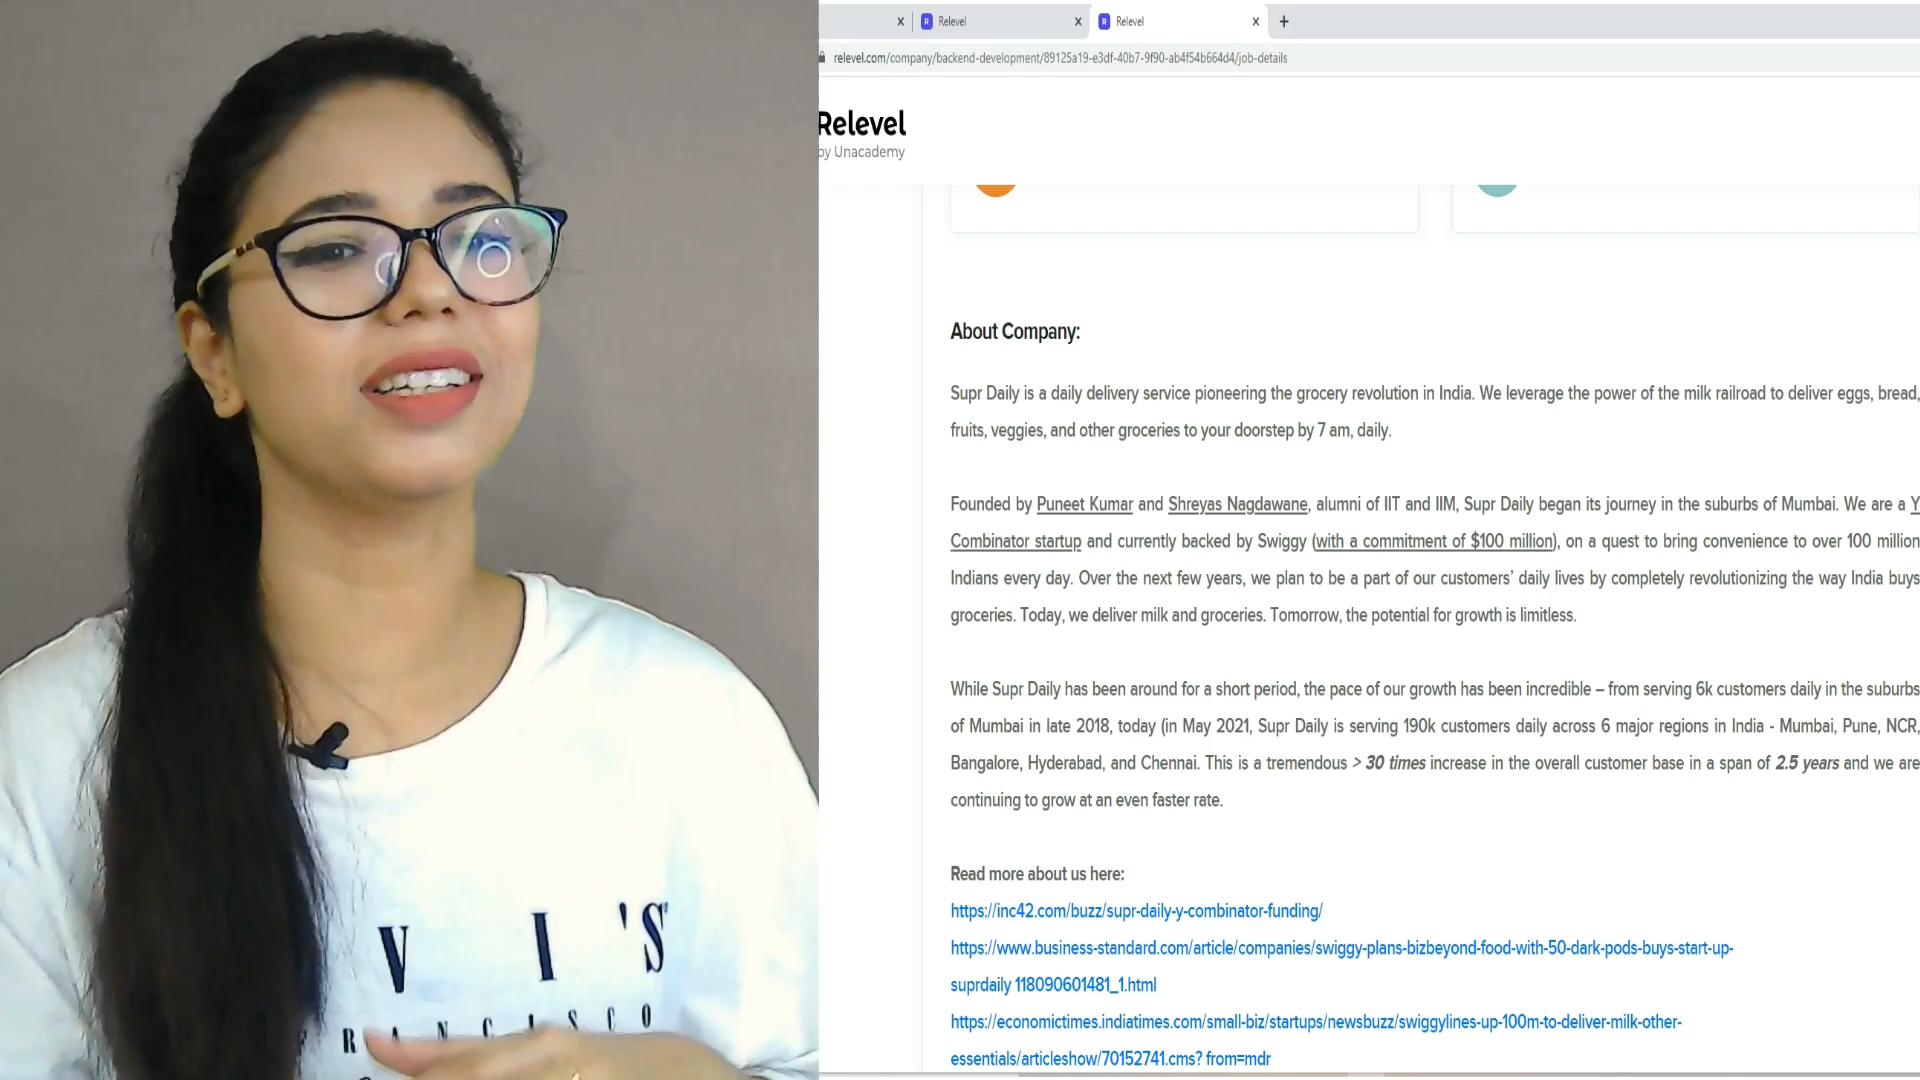 Relevel
Relevel
relevel.com/company/backend-development/89125a19-e3df-40b7-9f90-ab4f54b664d4/job-details
Relevel
by Unacademy
About Company:
Supr Daily is a daily delivery service pioneering the grocery revolution in India. We leverage the power of the milk railroad to deliver eggs, bread,
fruits, veggies, and other groceries to your doorstep by 7 am, daily.
Founded by Puneet Kumar and Shreyas Nagdawane, alumni of IIT and IIM, Supr Daily began its journey in the suburbs of Mumbai. We are a Y
Combinator startup and currently backed by Swiggy (with a commitment of $100 million), on a quest to bring convenience to over 100 million
Indians every day. Over the next few years, we plan to be a part of our customers' daily lives by completely revolutionizing the way India buys
groceries. Today, we deliver milk and groceries. Tomorrow, the potential for growth is limitless.
While Supr Daily has been around for a short period, the pace of our growth has been incredible – from serving 6k customers daily in the suburbs
of Mumbai in late 2018, today (in May 2021, Supr Daily is serving 190k customers daily across 6 major regions in India - Mumbai, Pune, NCR,
Bangalore, Hyderabad, and Chennai. This is a tremendous > 30 times increase in the overall customer base in a span of 2.5 years and we are
continuing to grow at an even faster rate.
Read more about us here:
https://inc42.com/buzz/supr-daily-y-combinator-funding/
https://www.business-standard.com/article/companies/swiggy-plans-bizbeyond-food-with-50-dark-pods-buys-start-up-
suprdaily 118090601481_1.html
https://economictimes.indiatimes.com/small-biz/startups/newsbuzz/swiggylines-up-100m-to-deliver-milk-other-
essentials/articleshow/70152741.cms? from=mdr
V I 'S
RANCISCO